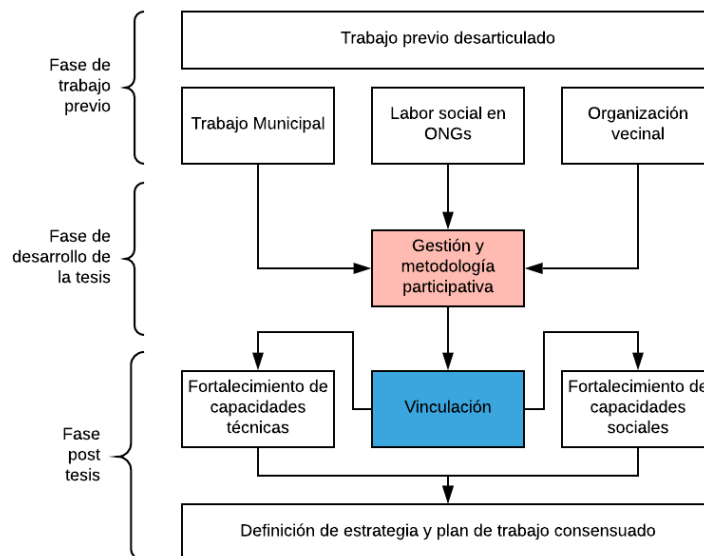 Trabajo previo desarticulado
Fase de
trabajo
previo
Trabajo Municipal
Labor social en
ONGs
Organización
vecinal
Fase de
desarrollo de
la tesis
Gestión y
metodología
participativa
Fase
post
tesis
Fortalecimiento de
capacidades
técnicas
Vinculación
Fortalecimiento de
capacidades
sociales
Definición de estrategia y plan de trabajo consensuado